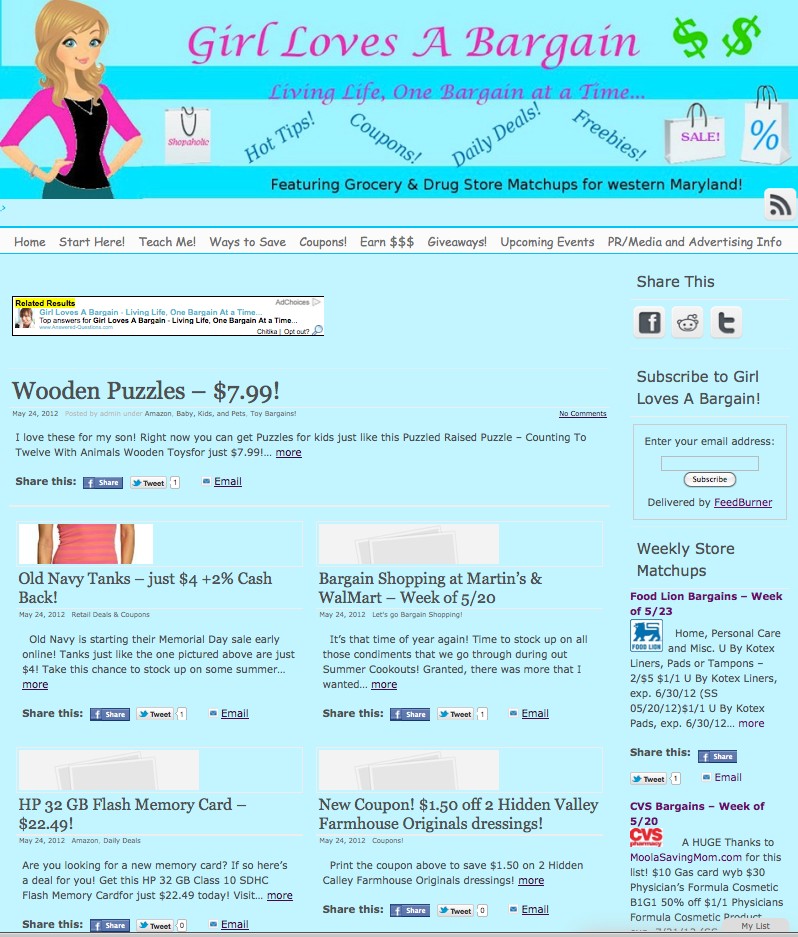 Girl Loves A Bargain
$ $
Living Life, One Bargain at a Time...
Shopaholic
Hot Tips!
Coupons!
Daily Deals!
Freebies!
SALE!
%
Featuring Grocery & Drug Store Matchups for western Maryland!
>
Home Start Here! Teach Me! Ways to Save Coupons! Earn $$$ Giveaways! Upcoming Events PR/Media and Advertising Info
Related Results
AdChoices
Girl Loves A Bargain - Living Life, One Bargain At a Time...
Top answers for Girl Loves A Bargain - Living Life, One Bargain At a Time...
www.Answered-Questions.com
Chitika | Opt out?
Wooden Puzzles – $7.99!
May 24, 2012 Posted by admin under Amazon, Baby, Kids, and Pets, Toy Bargains!
No Comments
I love these for my son! Right now you can get Puzzles for kids just like this Puzzled Raised Puzzle – Counting To
Twelve With Animals Wooden Toysfor just $7.99!... more
Share this: f Share Tweet 1 Email
Old Navy Tanks – just $4 +2% Cash
Back!
May 24, 2012 Retail Deals & Coupons
Old Navy is starting their Memorial Day sale early
online! Tanks just like the one pictured above are just
$4! Take this chance to stock up on some summer...
more
Share this: f Share Tweet 1 Email
Bargain Shopping at Martin's &
WalMart – Week of 5/20
May 24, 2012 Let's go Bargain Shopping!
It's that time of year again! Time to stock up on all
those condiments that we go through during out
Summer Cookouts! Granted, there was more that I
wanted... more
Share this: f Share Tweet 1 Email
HP 32 GB Flash Memory Card –
$22.49!
May 24, 2012 Amazon, Daily Deals
Are you looking for a new memory card? If so here's
a deal for you! Get this HP 32 GB Class 10 SDHC
Flash Memory Cardfor just $22.49 today! Visit... more
Share this: f Share Tweet 0 Email
New Coupon! $1.50 off 2 Hidden Valley
Farmhouse Originals dressings!
May 24, 2012 Coupons!
Print the coupon above to save $1.50 on 2 Hidden
Calley Farmhouse Originals dressings! more
Share this: f Share Tweet 0 Email
Share This
f t
Subscribe to Girl
Loves A Bargain!
Enter your email address:
Subscribe
Delivered by FeedBurner
Weekly Store
Matchups
Food Lion Bargains – Week
of 5/23
FOOD LION
Home, Personal Care
and Misc. U By Kotex
Liners, Pads or Tampons –
2/$5 $1/1 U By Kotex Liners,
exp. 6/30/12 (SS
05/20/12)$1/1 U By Kotex
Pads, exp. 6/30/12... more
Share this: f Share
Tweet 1 Email
CVS Bargains – Week of
5/20
CVS
pharmacy
A HUGE Thanks to
MoolaSavingMom.com for this
list! $10 Gas card wyb $30
Physician's Formula Cosmetic
B1G1 50% off $1/1 Physicians
Formula Cosmetic Product
My List